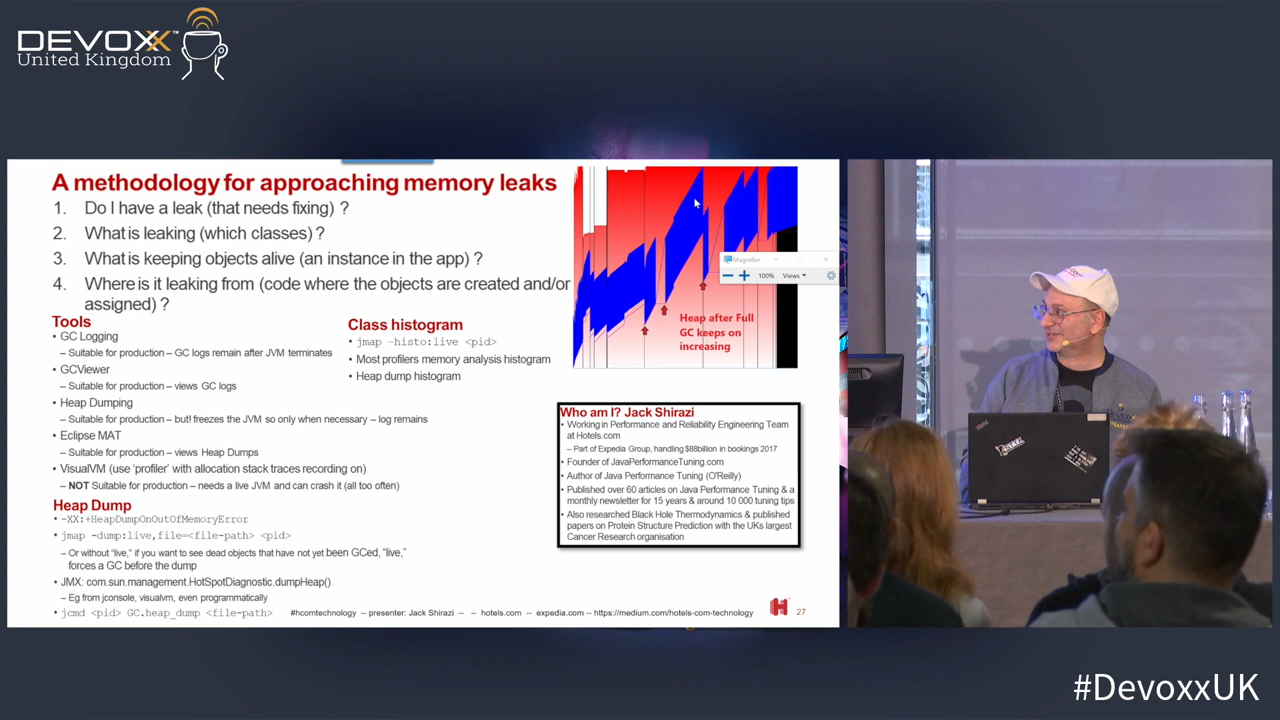 DEVOXX™
United Kingdom
A methodology for approaching memory leaks
1. Do I have a leak (that needs fixing) ?
2. What is leaking (which classes) ?
3. What is keeping objects alive (an instance in the app) ?
4. Where is it leaking from (code where the objects are created and/or
assigned) ?
Tools
• GC Logging
– Suitable for production – GC logs remain after JVM terminates
• GCViewer
– Suitable for production – views GC logs
• Heap Dumping
– Suitable for production – but! freezes the JVM so only when necessary – log remains
• Eclipse MAT
– Suitable for production – views Heap Dumps
• VisualVM (use 'profiler' with allocation stack traces recording on)
– NOT Suitable for production – needs a live JVM and can crash it (all too often)
Heap Dump
• -XX:+HeapDumpOnOutOfMemoryError
• jmap -dump:live,file=<file-path> <pid>
– Or without "live," if you want to see dead objects that have not yet been GCed, "live,"
forces a GC before the dump
• JMX: com.sun.management.HotSpotDiagnostic.dumpHeap()
– Eg from jconsole, visualvm, even programmatically
• jcmd <pid> GC.heap_dump <file-path>
Class histogram
• jmap -histo:live <pid>
• Most profilers memory analysis histogram
• Heap dump histogram
Magnifier
100% Views
Heap after Full
GC keeps on
increasing
Who am I? Jack Shirazi
• Working in Performance and Reliability Engineering Team
at Hotels.com
– Part of Expedia Group, handling $88billion in bookings 2017
• Founder of JavaPerformanceTuning.com
• Author of Java Performance Tuning (O'Reilly)
• Published over 60 articles on Java Performance Tuning & a
monthly newsletter for 15 years & around 10 000 tuning tips
• Also researched Black Hole Thermodynamics & published
papers on Protein Structure Prediction with the UKs largest
Cancer Research organisation
#hcomtechnology -- presenter: Jack Shirazi -- -- hotels.com -- expedia.com -- https://medium.com/hotels-com-technology
H
27
#DevoxxUK